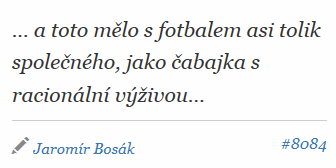 ... a toto mělo s fotbalem asi tolik
společného, jako čabajka s
racionální výživou...
Jaromír Bosák #8084